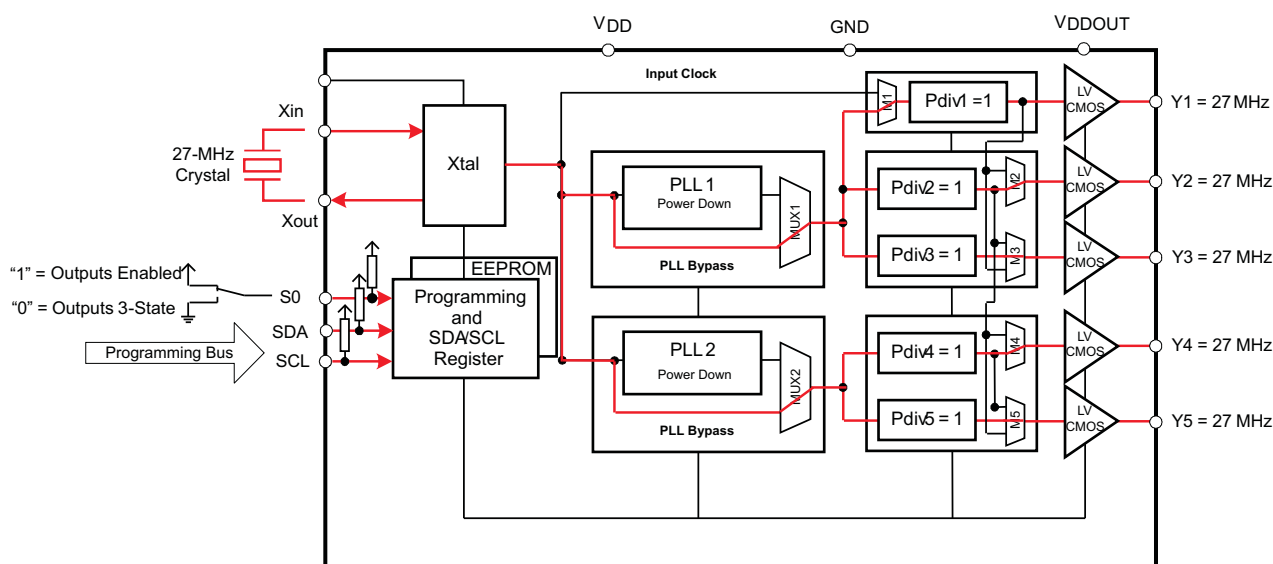 VDD
GND
VDDOUT
Input Clock
Xin
27-MHz
Crystal
Xout
Xtal
M1
Pdiv1 =1
LV
CMOS
Y1 = 27 MHz
PLL 1
Power Down
MUX1
PLL Bypass
Pdiv2 = 1
M2
LV
CMOS
Y2 = 27 MHz
Pdiv3 = 1
M3
LV
CMOS
Y3 = 27 MHz
“1” = Outputs Enabled
“0” = Outputs 3-State
S0
SDA
SCL
Programming Bus
EEPROM
Programming
and
SDA/SCL
Register
PLL 2
Power Down
MUX2
PLL Bypass
Pdiv4 = 1
M4
LV
CMOS
Y4 = 27 MHz
Pdiv5 = 1
M5
LV
CMOS
Y5 = 27 MHz